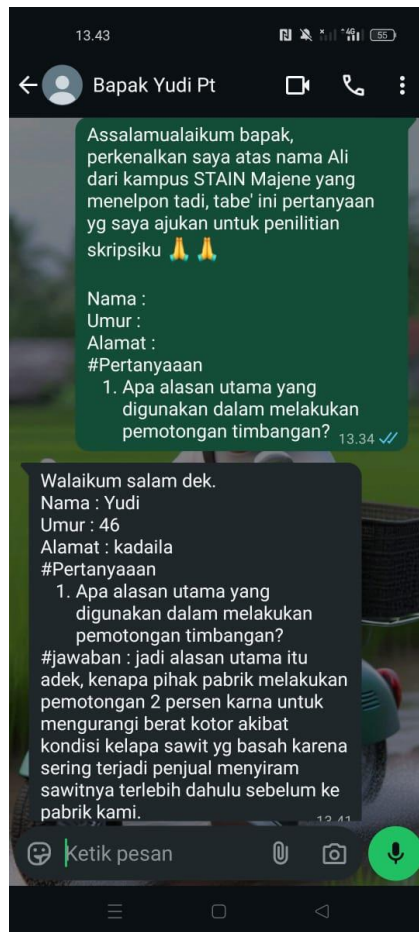 13.43
4G
55
Bapak Yudi Pt
Assalamualaikum bapak,
perkenalkan saya atas nama Ali
dari kampus STAIN Majene yang
menelpon tadi, tabe' ini pertanyaan
yg saya ajukan untuk penilitian
skripsiku 🙏 🙏
Nama :
Umur :
Alamat :
#Pertanyaaan
1. Apa alasan utama yang
digunakan dalam melakukan
pemotongan timbangan?
13.34
Walaikum salam dek.
Nama : Yudi
Umur : 46
Alamat : kadaila
#Pertanyaaan
1. Apa alasan utama yang
digunakan dalam melakukan
pemotongan timbangan?
#jawaban : jadi alasan utama itu
adek, kenapa pihak pabrik melakukan
pemotongan 2 persen karna untuk
mengurangi berat kotor akibat
kondisi kelapa sawit yg basah karena
sering terjadi penjual menyiram
sawitnya terlebih dahulu sebelum ke
pabrik kami.
13.41
Ketik pesan